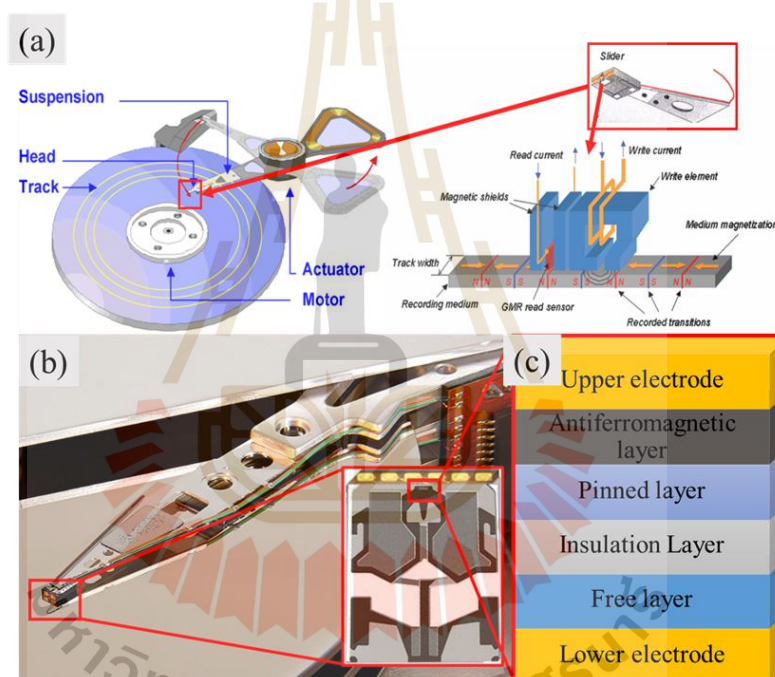 (a)
Suspension
Head
Track
Actuator
Motor
Slider
Read current
Write current
Magnetic shields
Write element
Medium magnetization
Track width
Recording medium
GMR read sensor
Recorded transitions
N N S S N N N S S N N
(b)
(c)
Upper electrode
Antiferromagnetic
layer
Pinned layer
Insulation Layer
Free layer
Lower electrode